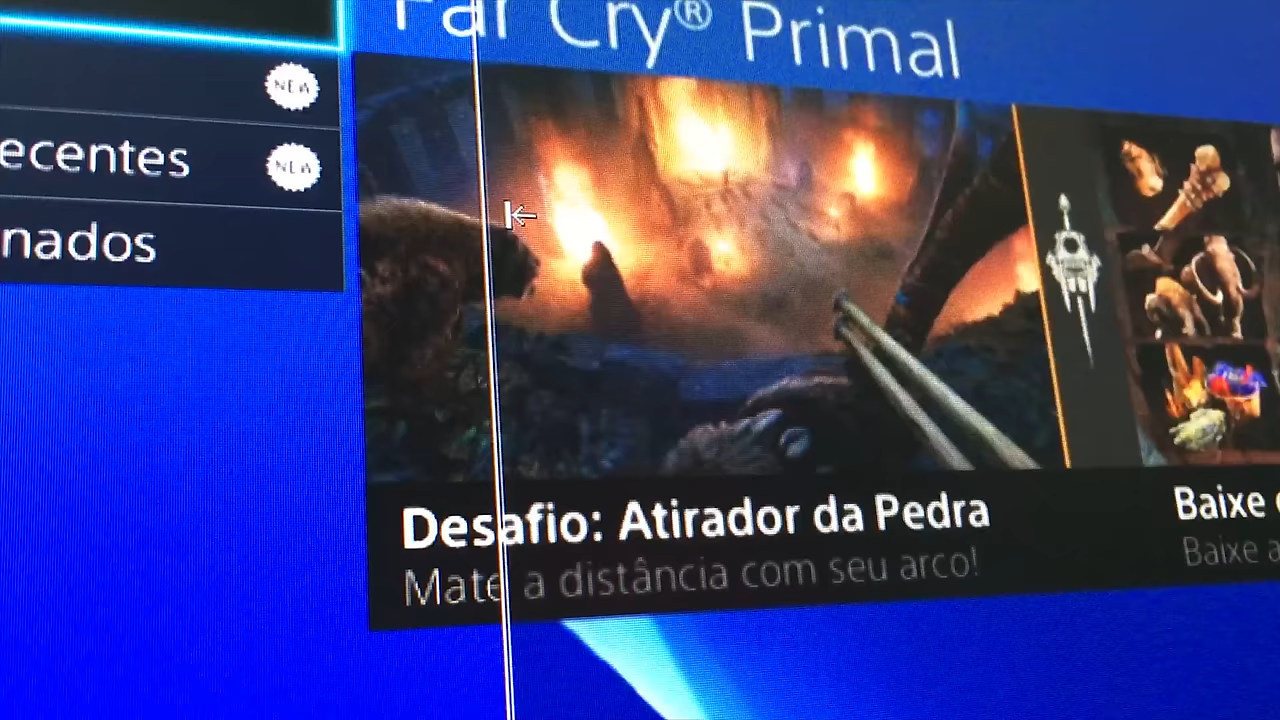 Far Cry® Primal
NEW
ecentes
NEW
nados
Desafio: Atirador da Pedra
Mate a distância com seu arco!
Baixe
Baixe a